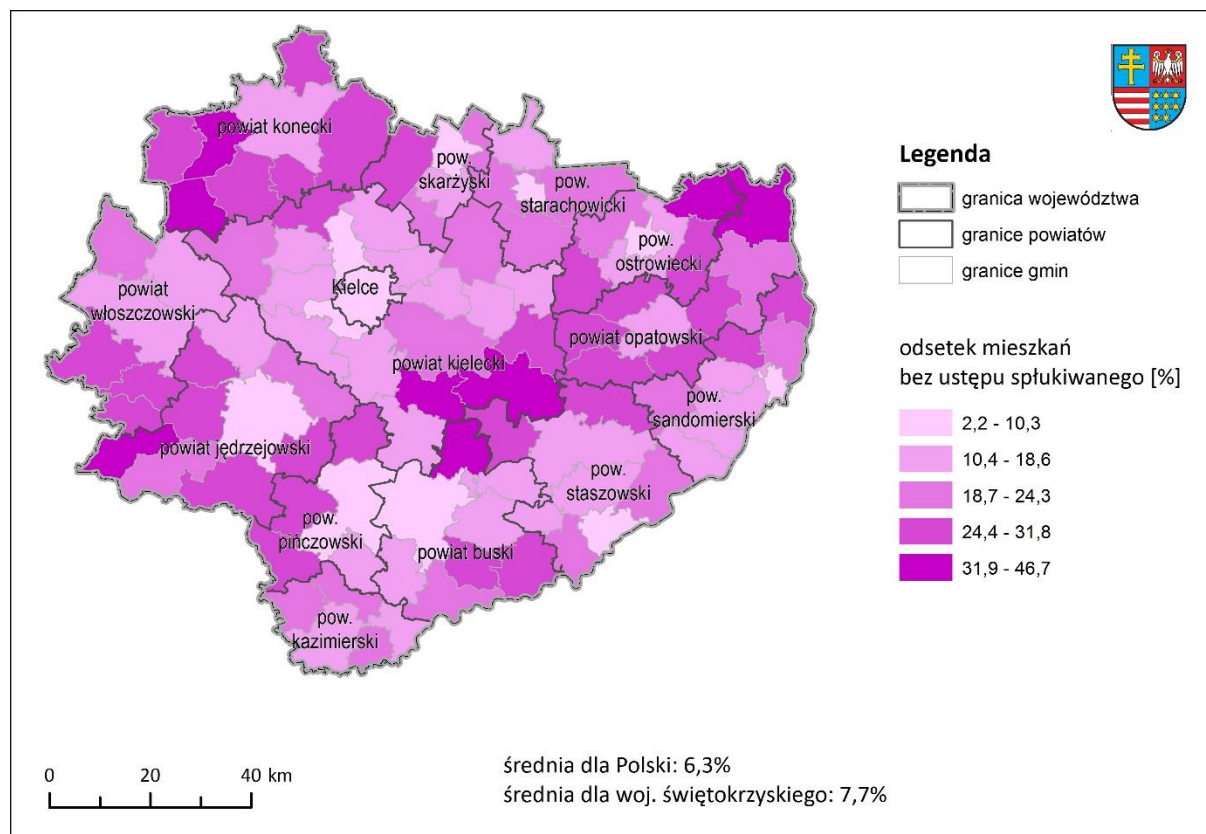 powiat konecki
pow.
skarżyski
pow.
starachowicki
pow.
ostrowiecki
powiat
włoszczowski
Kielce
powiat opatowski
powiat kielecki
pow.
sandomierski
powiat jędrzejowski
pow.
staszowski
pow.
pińczowski
powiat buski
pow.
kazimierski
Legenda
granica województwa
granice powiatów
granice gmin
odsetek mieszkań
bez ustępu spłukiwanego [%]
2,2 - 10,3
10,4 - 18,6
18,7 - 24,3
24,4 - 31,8
31,9 - 46,7
0 20 40 km
średnia dla Polski: 6,3%
średnia dla woj. świętokrzyskiego: 7,7%